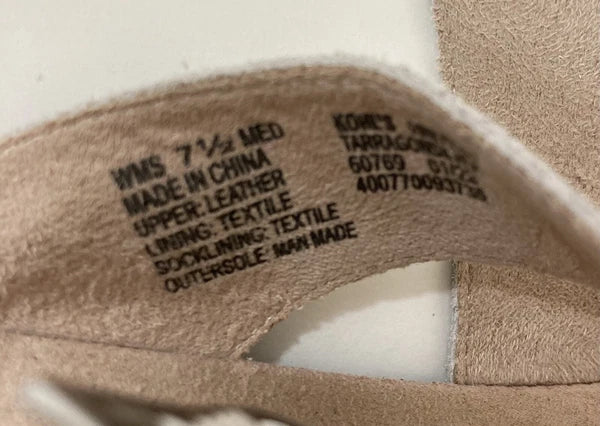 WMS 7 ½ MED
MADE IN CHINA
UPPER: LEATHER
LINING: TEXTILE
SOCKLINING: TEXTILE
OUTERSOLE MAN MADE
KOHL'S
60769